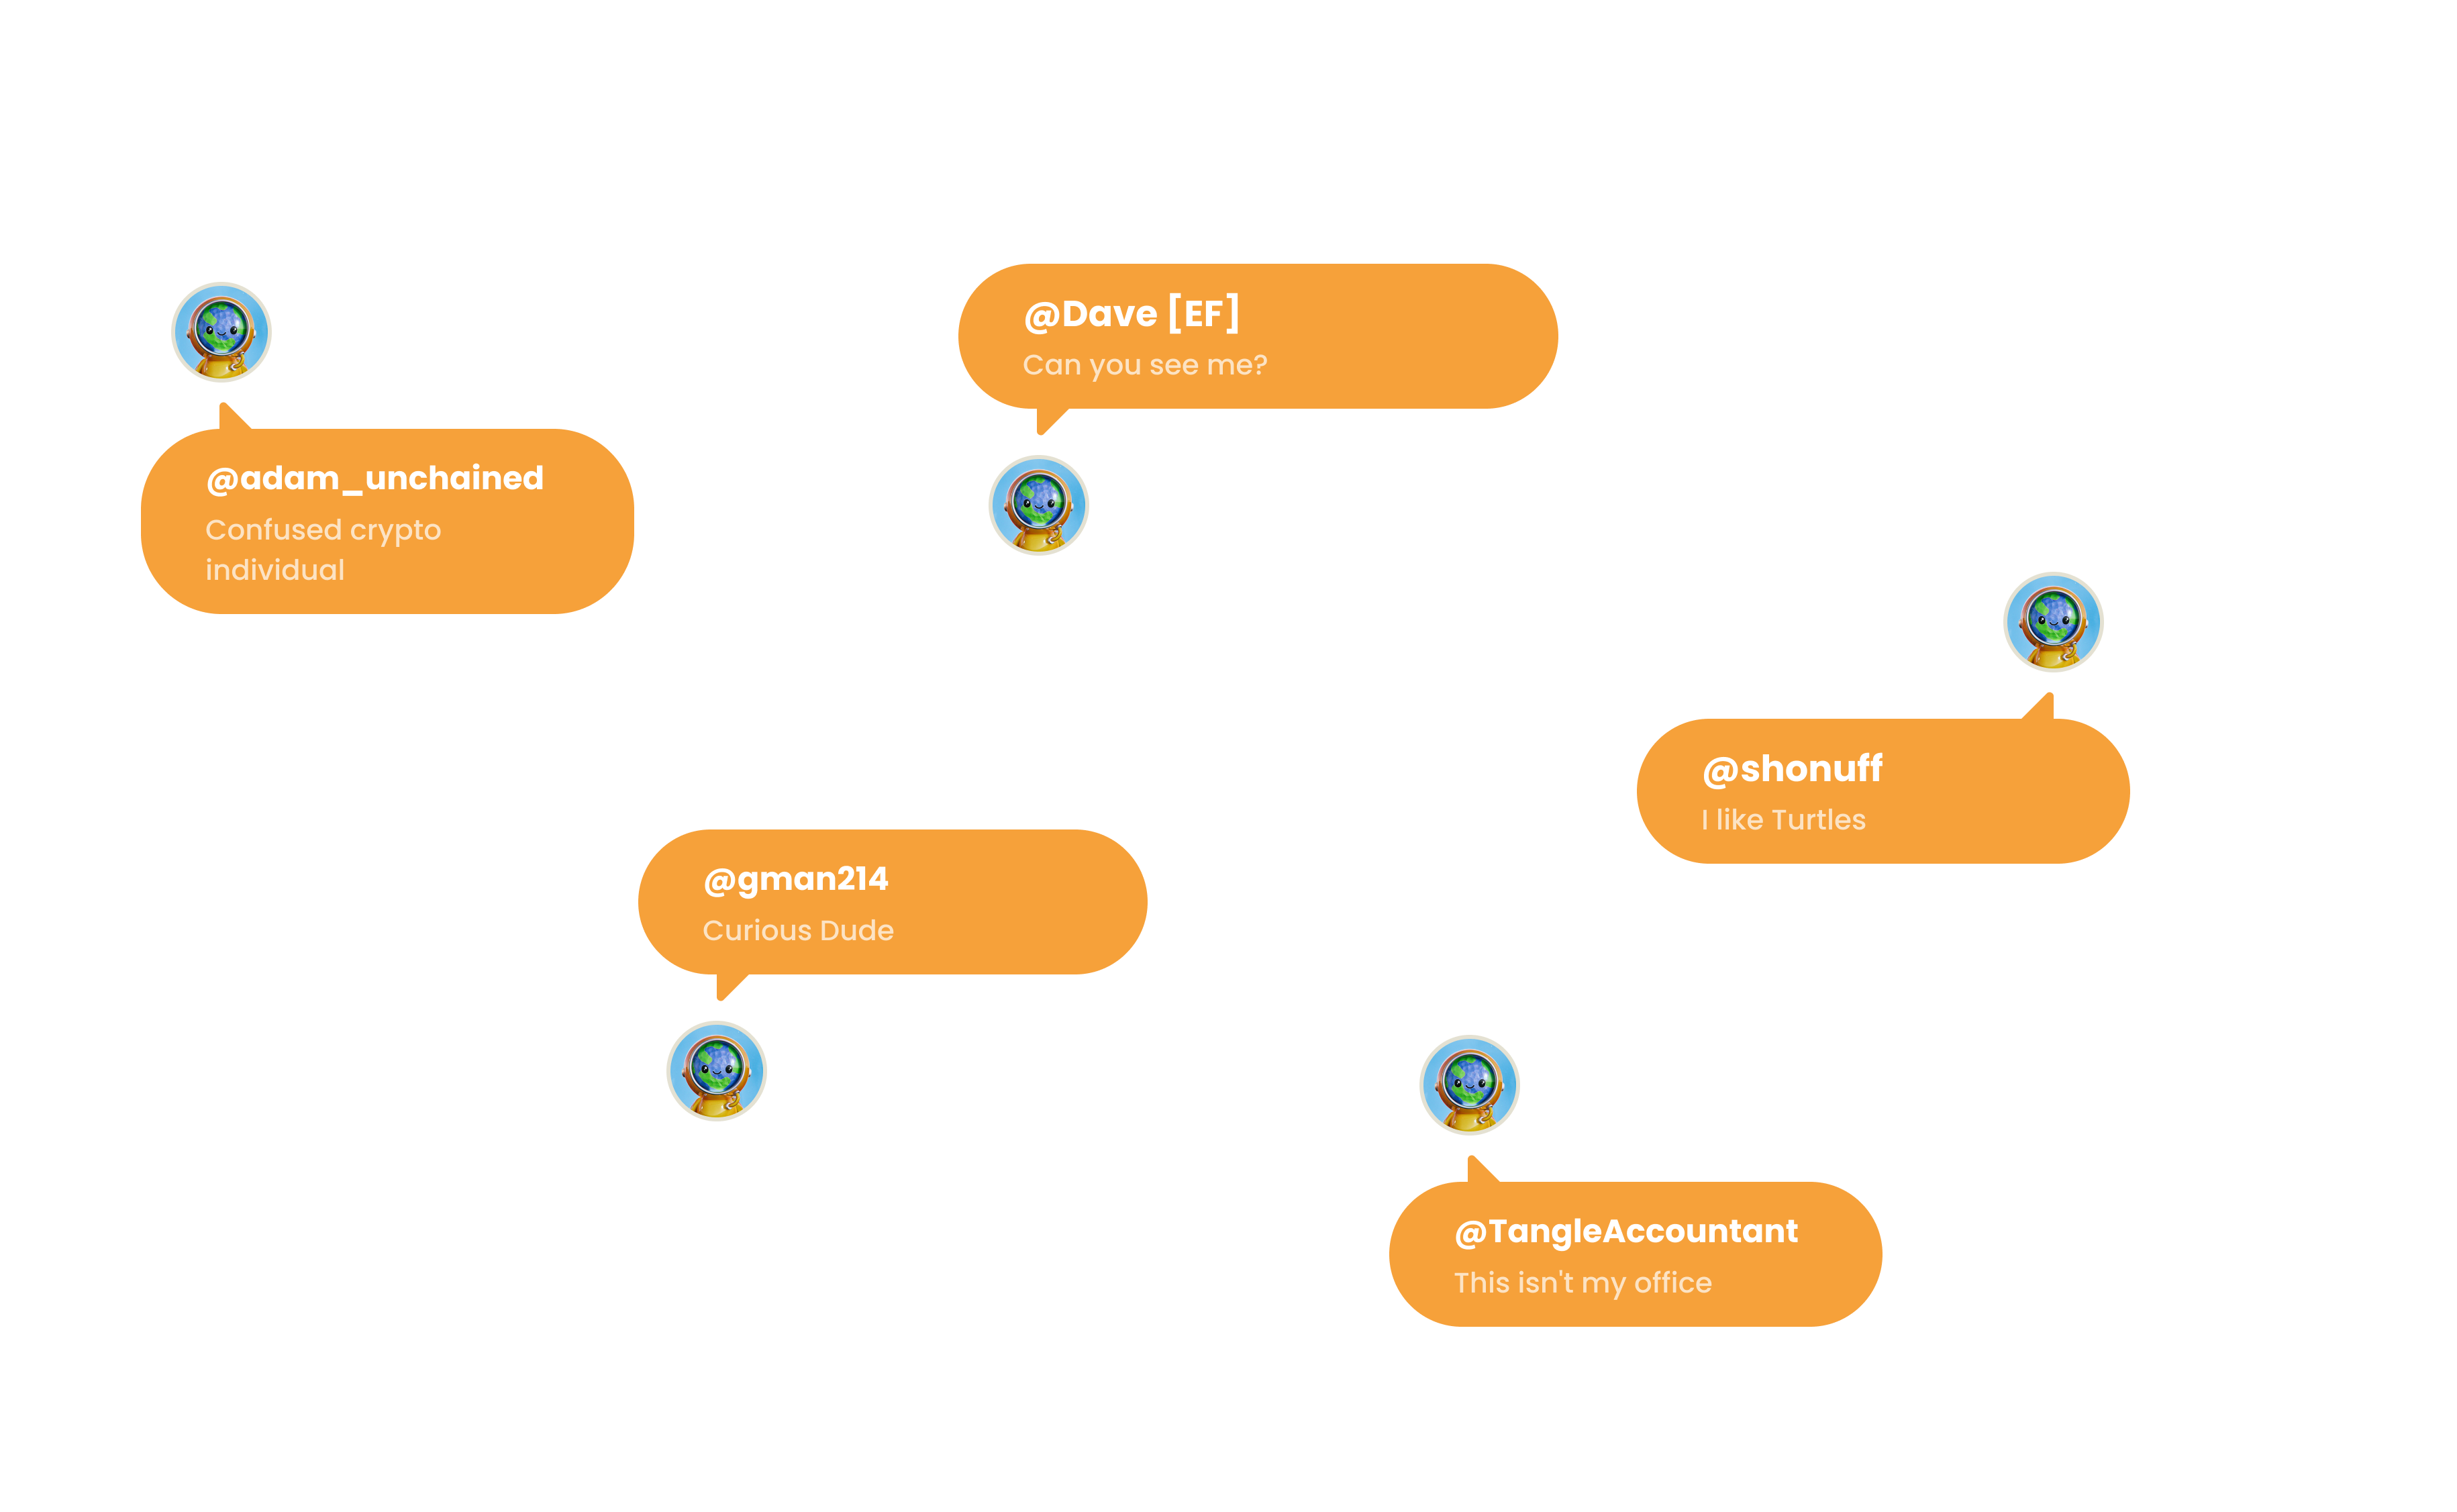 @Dave [EF]
Can you see me?
@adam_unchained
Confused crypto
individual
@shonuff
I like Turtles
@gman214
Curious Dude
@TangleAccountant
This isn't my office